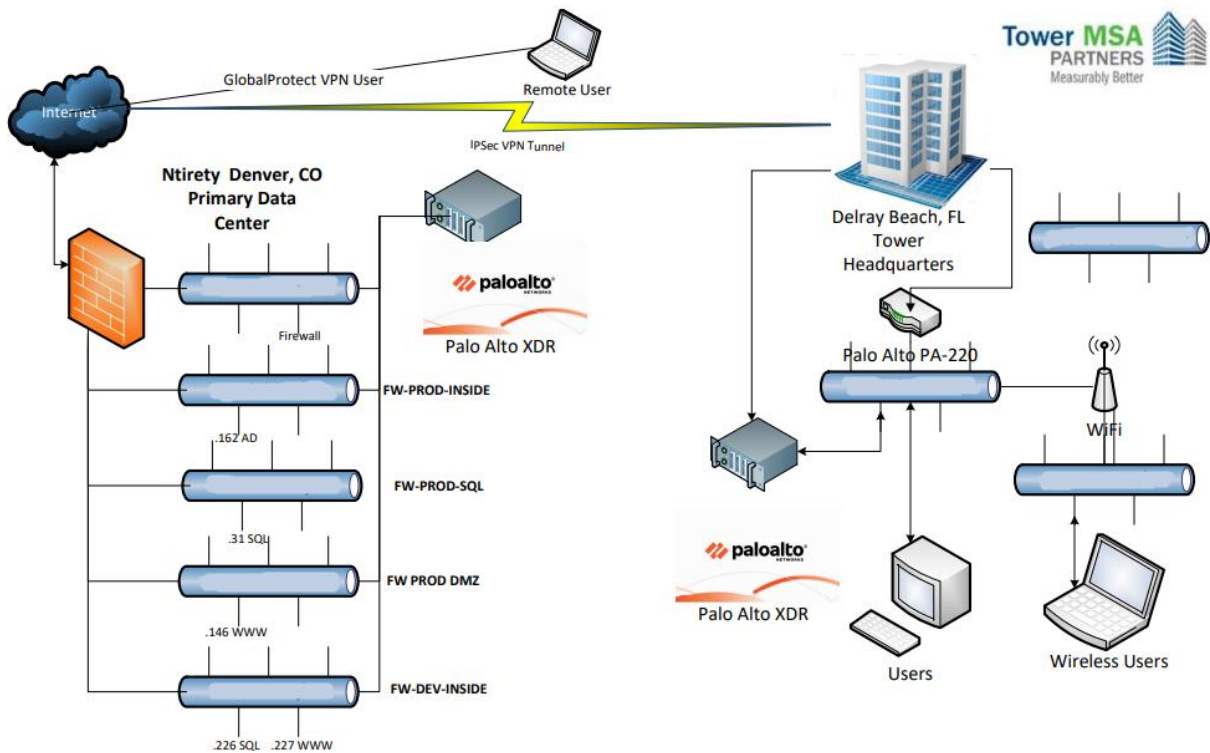 Tower MSA
PARTNERS
Measurably Better
GlobalProtect VPN User
Internet
Remote User
IPSec VPN Tunnel
Ntirety Denver, CO
Primary Data
Center
Delray Beach, FL
Tower
Headquarters
paloalto
NETWORKS
Palo Alto XDR
Firewall
Palo Alto PA-220
FW-PROD-INSIDE
.162 AD
WiFi
FW-PROD-SQL
.31 SQL
FW PROD DMZ
.146 WWW
paloalto
NETWORKS
Palo Alto XDR
Users
Wireless Users
FW-DEV-INSIDE
.226 SQL
.227 WWW